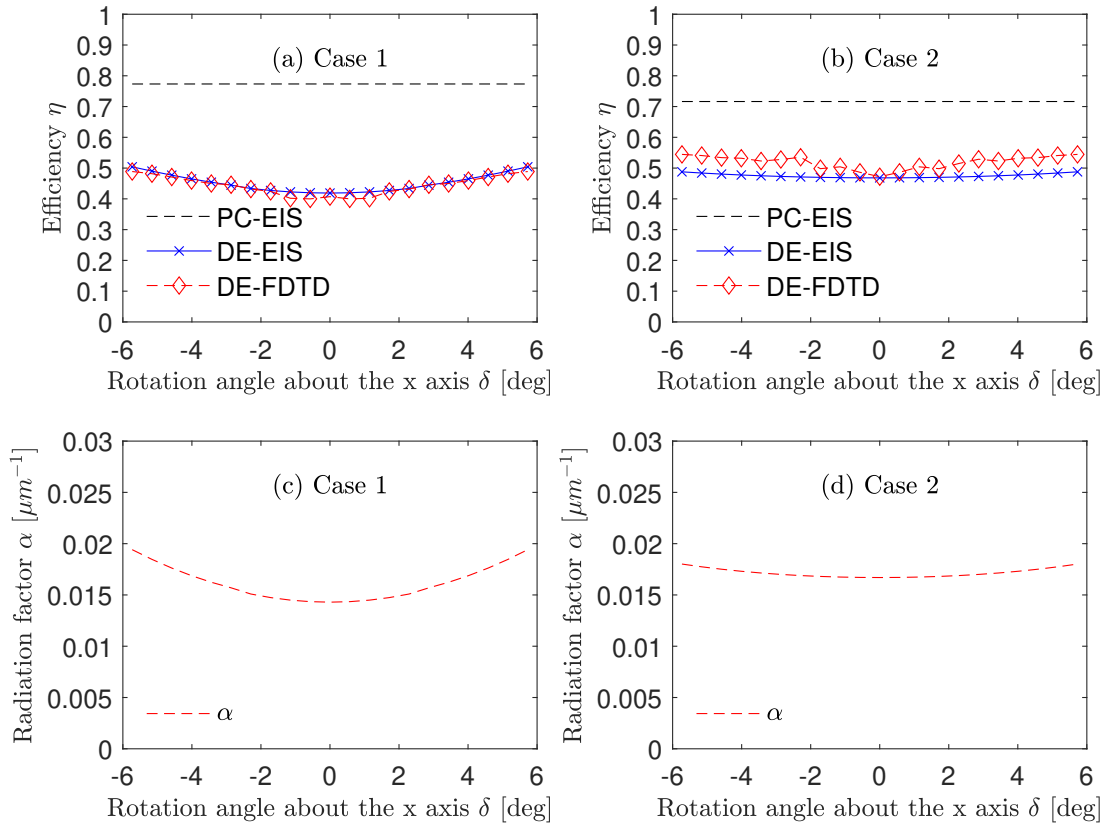 (a) Case 1
1
0.9
0.8
0.7
0.6
0.5
0.4
0.3
0.2
0.1
0
Efficiency η
PC-EIS
DE-EIS
DE-FDTD
-6 -4 -2 0 2 4 6
Rotation angle about the x axis δ [deg]
(b) Case 2
1
0.9
0.8
0.7
0.6
0.5
0.4
0.3
0.2
0.1
0
Efficiency η
PC-EIS
DE-EIS
DE-FDTD
-6 -4 -2 0 2 4 6
Rotation angle about the x axis δ [deg]
(c) Case 1
0.03
0.025
0.02
0.015
0.01
0.005
0
Radiation factor α [μm⁻¹]
α
-6 -4 -2 0 2 4 6
Rotation angle about the x axis δ [deg]
(d) Case 2
0.03
0.025
0.02
0.015
0.01
0.005
0
Radiation factor α [μm⁻¹]
α
-6 -4 -2 0 2 4 6
Rotation angle about the x axis δ [deg]